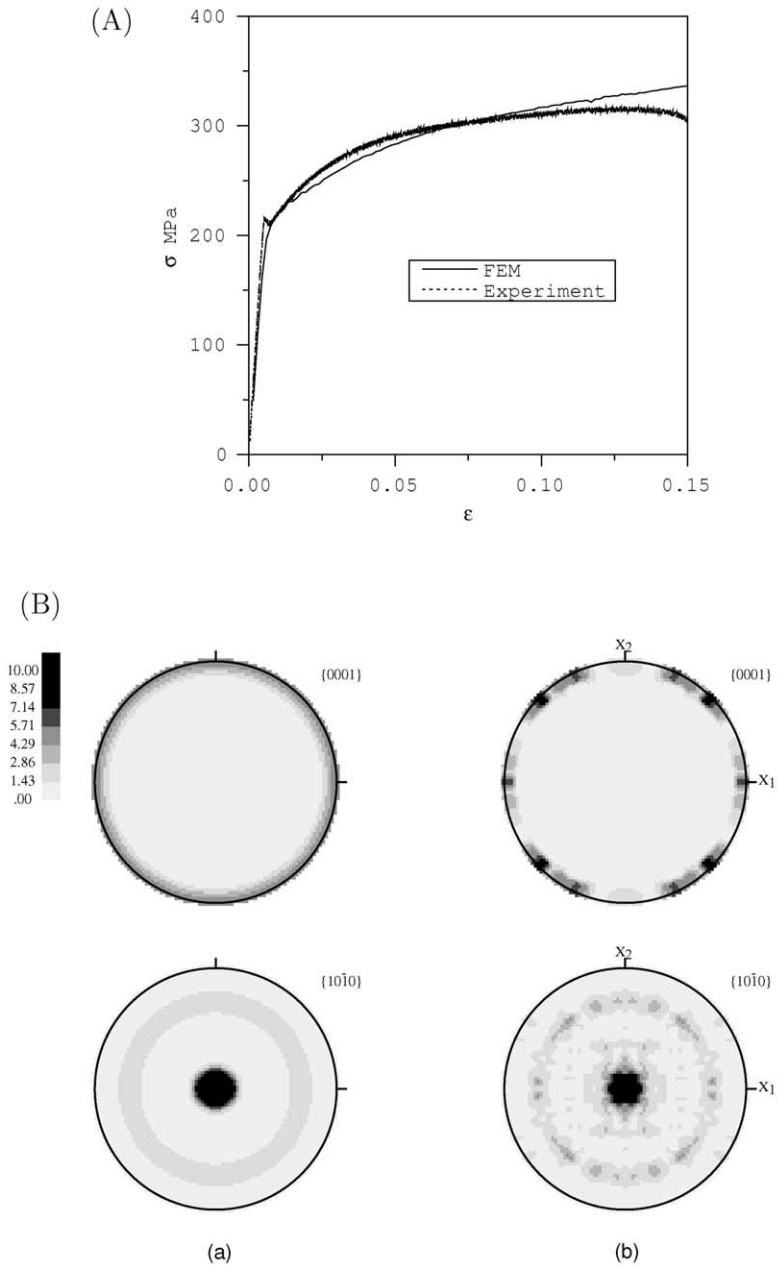 (A)
400
300
200
100
0
σ MPa
FEM
Experiment
0.00
0.05
0.10
0.15
ε
(B)
10.00
8.57
7.14
5.71
4.29
2.86
1.43
.00
{0001}
X2
{0001}
X1
{101̄0}
X2
{101̄0}
X1
(a)
(b)